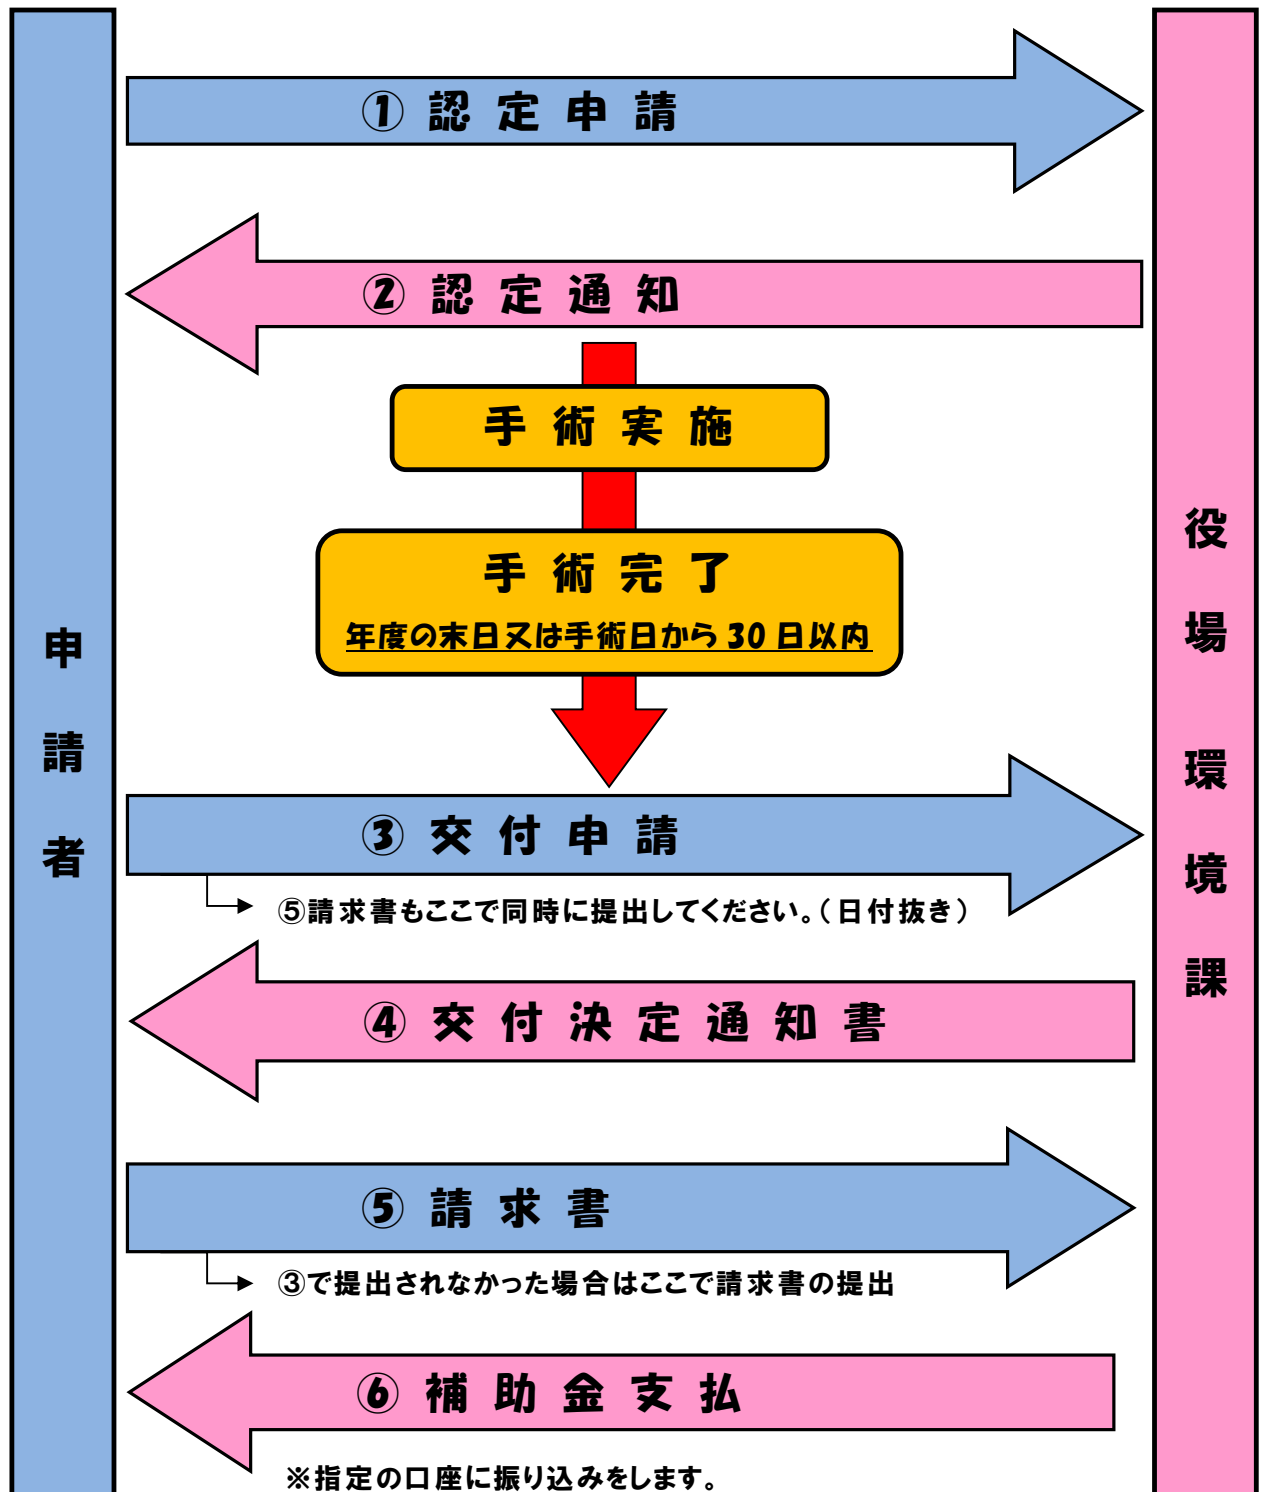 申請者
役場環境課
①認定申請
②認定通知
手術実施
手術完了
年度の末日又は手術日から30日以内
③交付申請
⑤請求書もここで同時に提出してください。(日付抜き)
④交付決定通知書
⑤請求書
③で提出されなかった場合はここで請求書の提出
⑥補助金支払
※指定の口座に振り込みをします。